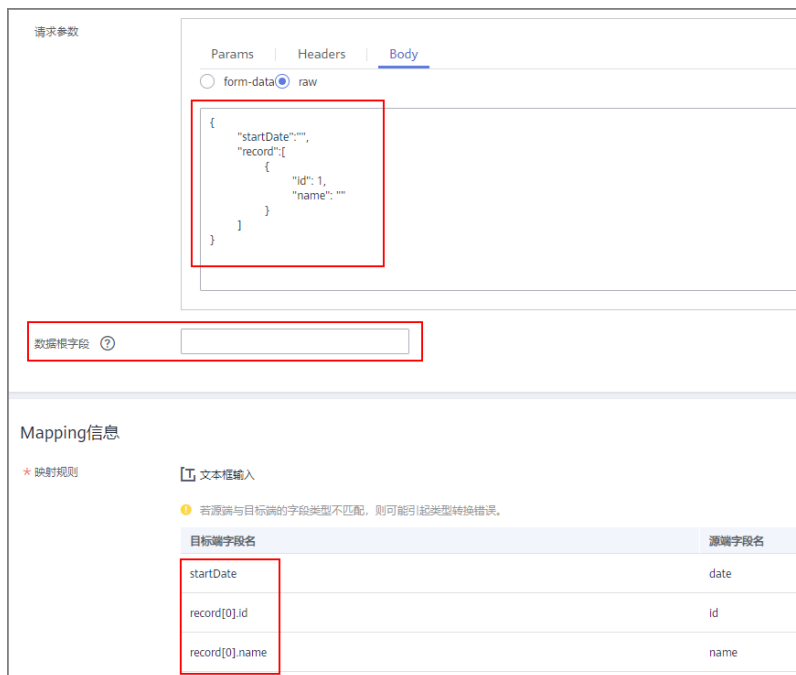 请求参数
Params Headers Body
form-data raw
{
"startDate":"",
"record":[
{
"id": 1,
"name": ""
}
]
}
数据根字段 ?
Mapping信息
* 映射规则 文本框输入
! 若源端与目标端的字段类型不匹配，则可能引起类型转换错误。
目标端字段名 源端字段名
startDate date
record[0].id id
record[0].name name